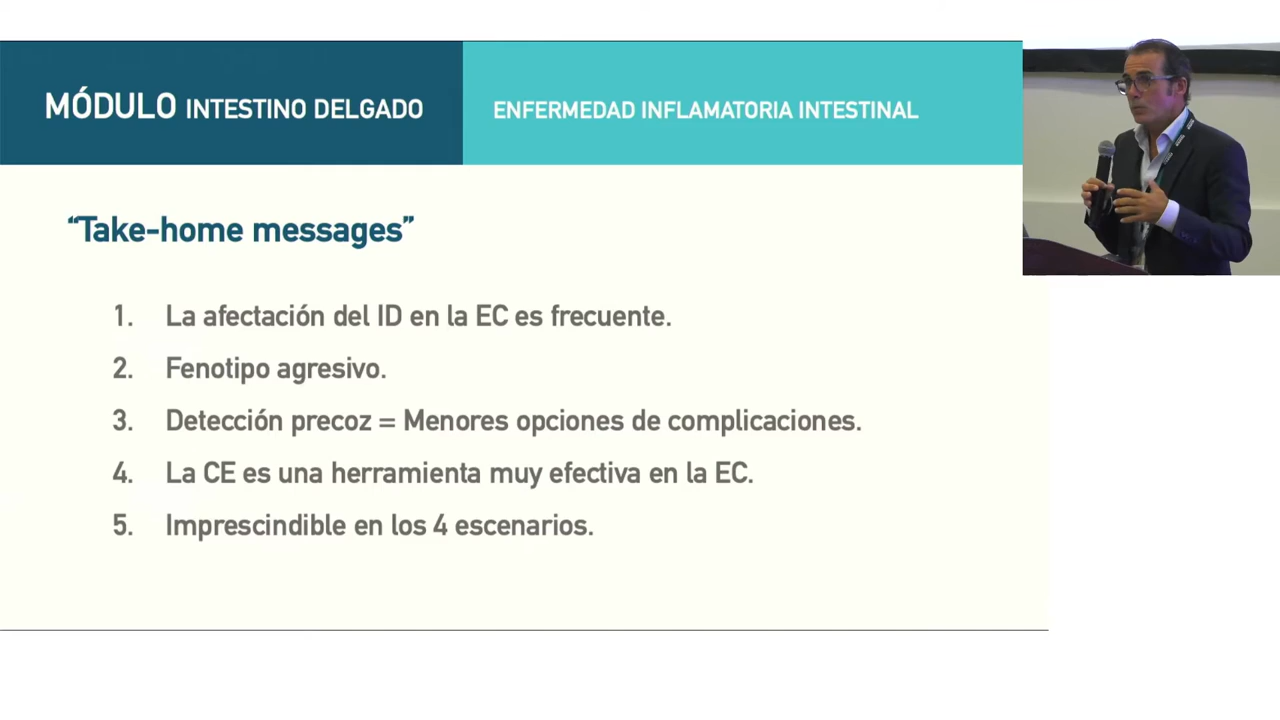 MÓDULO INTESTINO DELGADO
ENFERMEDAD INFLAMATORIA INTESTINAL
“Take-home messages”
1. La afectación del ID en la EC es frecuente.
2. Fenotipo agresivo.
3. Detección precoz = Menores opciones de complicaciones.
4. La CE es una herramienta muy efectiva en la EC.
5. Imprescindible en los 4 escenarios.